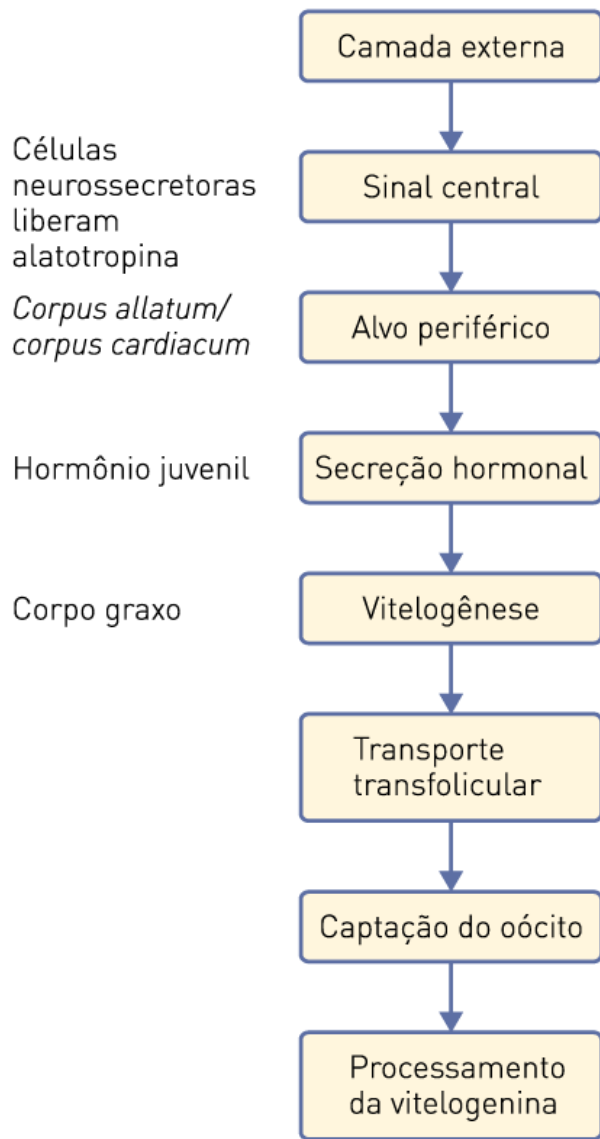 Camada externa
Células
neurossecretoras
liberam
alatotropina
Sinal central
Corpus allatum/
corpus cardiacum
Alvo periférico
Hormônio juvenil
Secreção hormonal
Corpo graxo
Vitelogênese
Transporte
transfolicular
Captação do oócito
Processamento
da vitelogenina